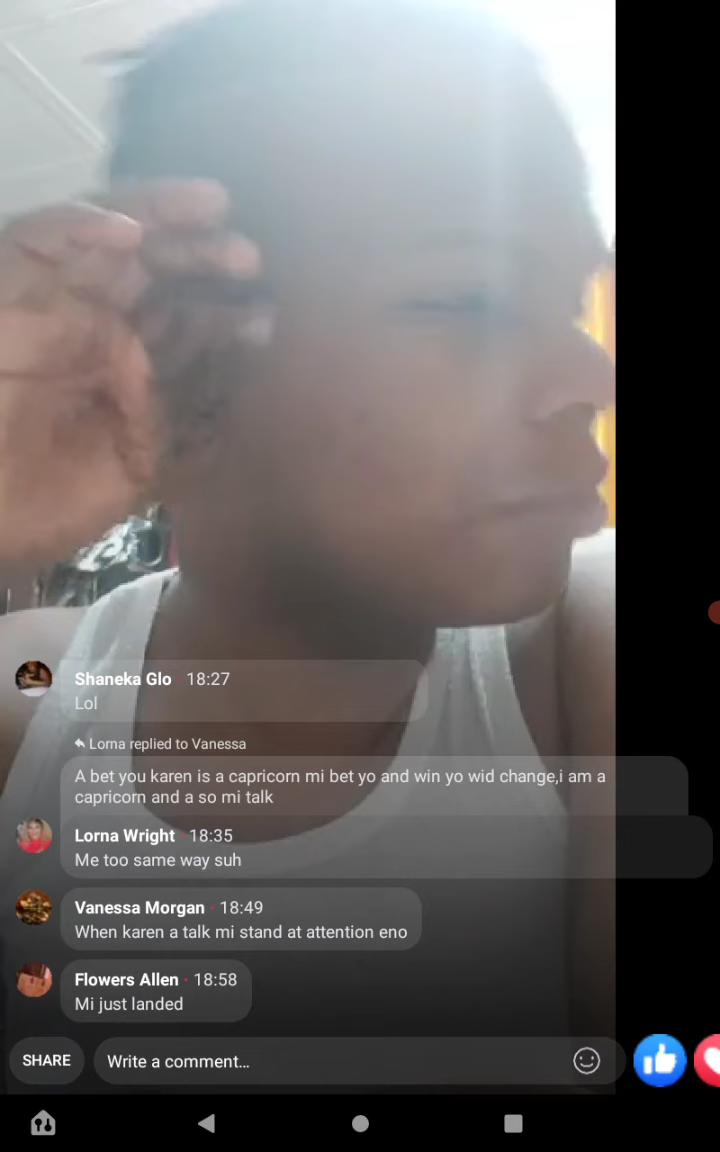 Shaneka Glo 18:27
Lol
Lorna replied to Vanessa
A bet you karen is a capricorn mi bet yo and win yo wid change,i am a
capricorn and a so mi talk
Lorna Wright · 18:35
Me too same way suh
Vanessa Morgan · 18:49
When karen a talk mi stand at attention eno
Flowers Allen · 18:58
Mi just landed
SHARE
Write a comment...